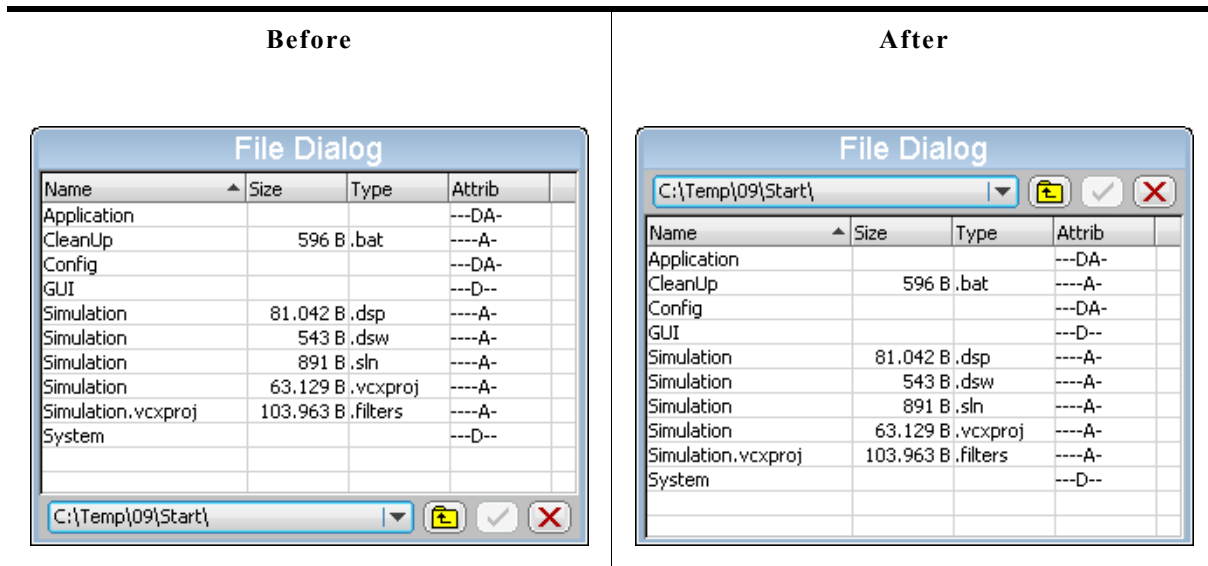 Before
File Dialog
Name Size Type Attrib
Application ---DA-
CleanUp 596 B .bat ----A-
Config ---DA-
GUI ---D--
Simulation 81.042 B .dsp ----A-
Simulation 543 B .dsw ----A-
Simulation 891 B .sln ----A-
Simulation 63.129 B .vcxproj ----A-
Simulation.vcxproj 103.963 B .filters ----A-
System ---D--
C:\Temp\09\Start\
After
File Dialog
C:\Temp\09\Start\
Name Size Type Attrib
Application ---DA-
CleanUp 596 B .bat ----A-
Config ---DA-
GUI ---D--
Simulation 81.042 B .dsp ----A-
Simulation 543 B .dsw ----A-
Simulation 891 B .sln ----A-
Simulation 63.129 B .vcxproj ----A-
Simulation.vcxproj 103.963 B .filters ----A-
System ---D--